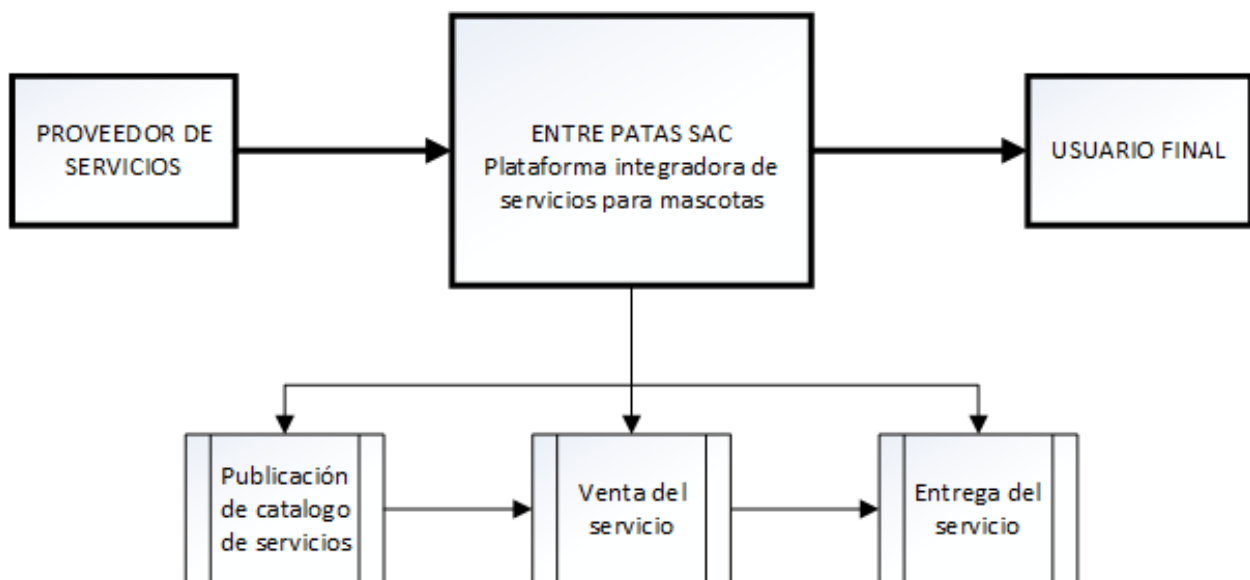 PROVEEDOR DE
SERVICIOS
ENTRE PATAS SAC
Plataforma integradora de
servicios para mascotas
USUARIO FINAL
Publicación
de catalogo
de servicios
Venta del
servicio
Entrega del
servicio